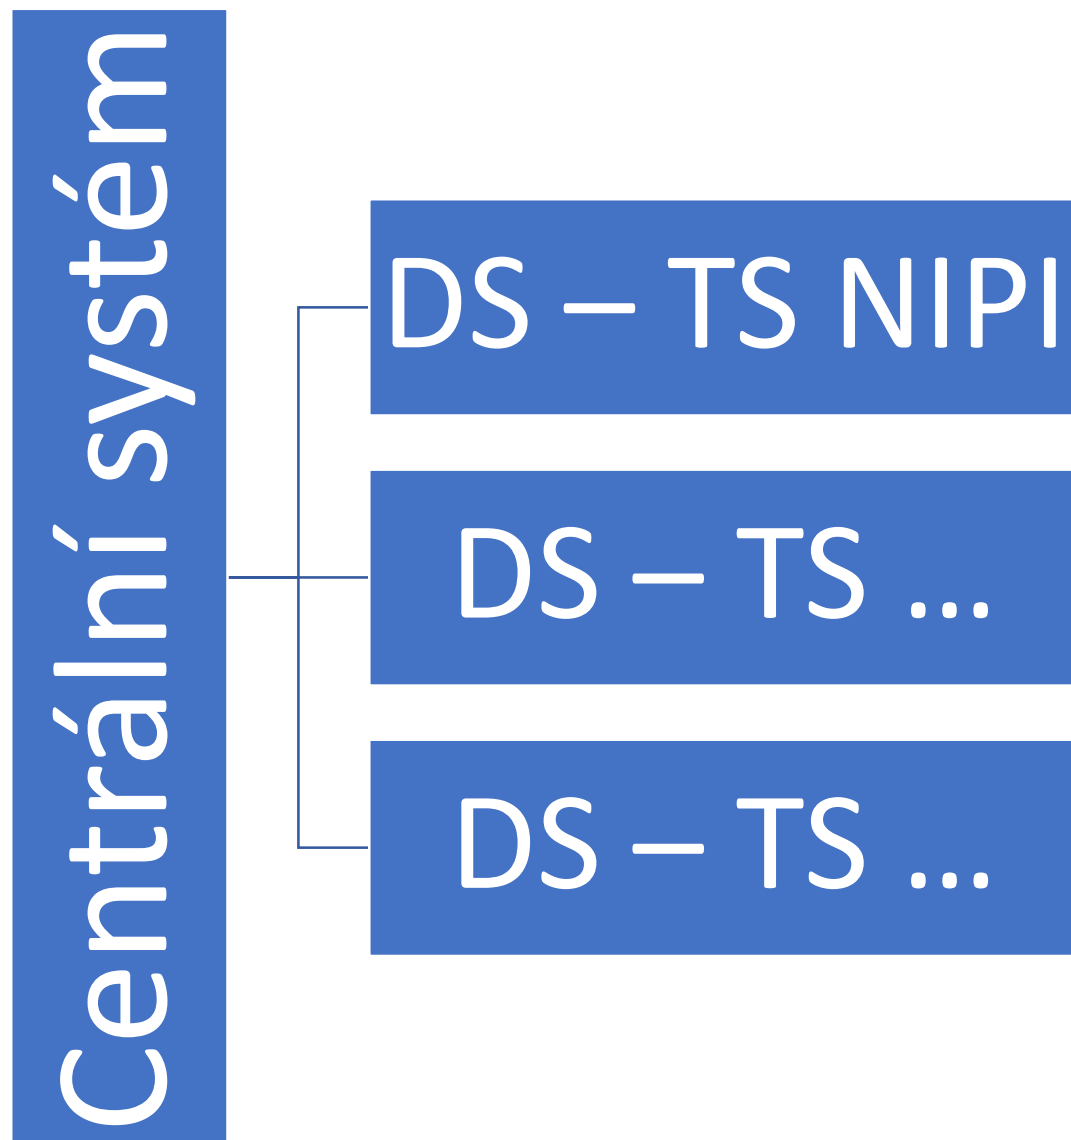 Centrální systém
DS – TS NIPI
DS – TS ...
DS – TS ...